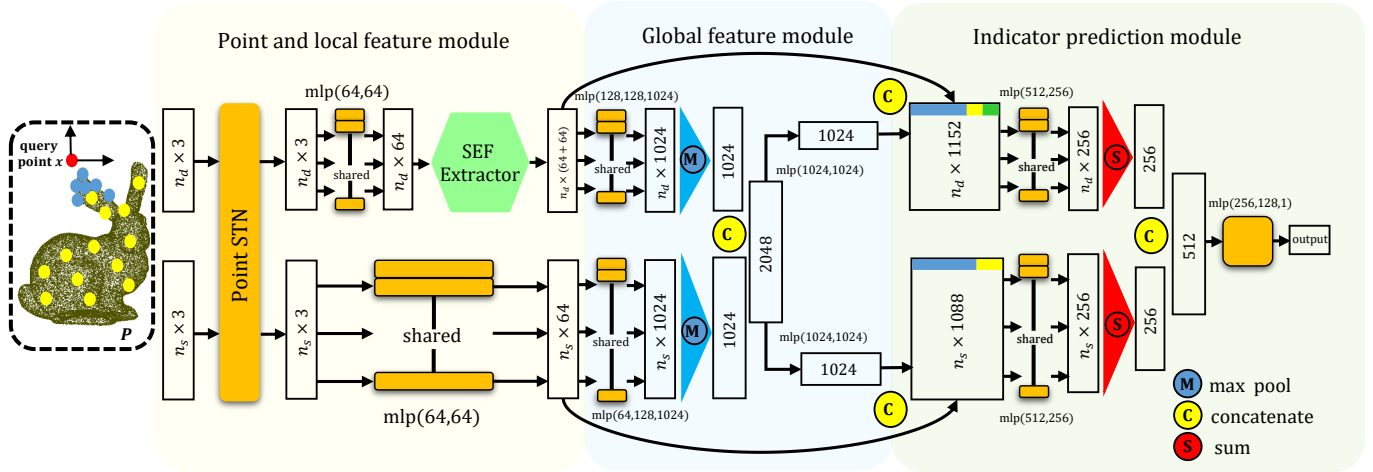 Point and local feature module
Global feature module
Indicator prediction module
query
point x
P
n_d × 3
n_s × 3
Point STN
n_d × 3
mlp(64,64)
shared
n_d × 64
SEF
Extractor
n_d × (64 + 64)
n_s × 3
shared
mlp(64,64)
n_s × 64
mlp(128,128,1024)
shared
n_d × 1024
M
1024
shared
mlp(64,128,1024)
n_s × 1024
M
1024
C
2048
1024
mlp(1024,1024)
mlp(1024,1024)
1024
C
C
n_d × 1152
mlp(512,256)
shared
n_d × 256
S
256
n_s × 1088
shared
mlp(512,256)
n_s × 256
S
256
C
512
mlp(256,128,1)
output
M max pool
C concatenate
S sum